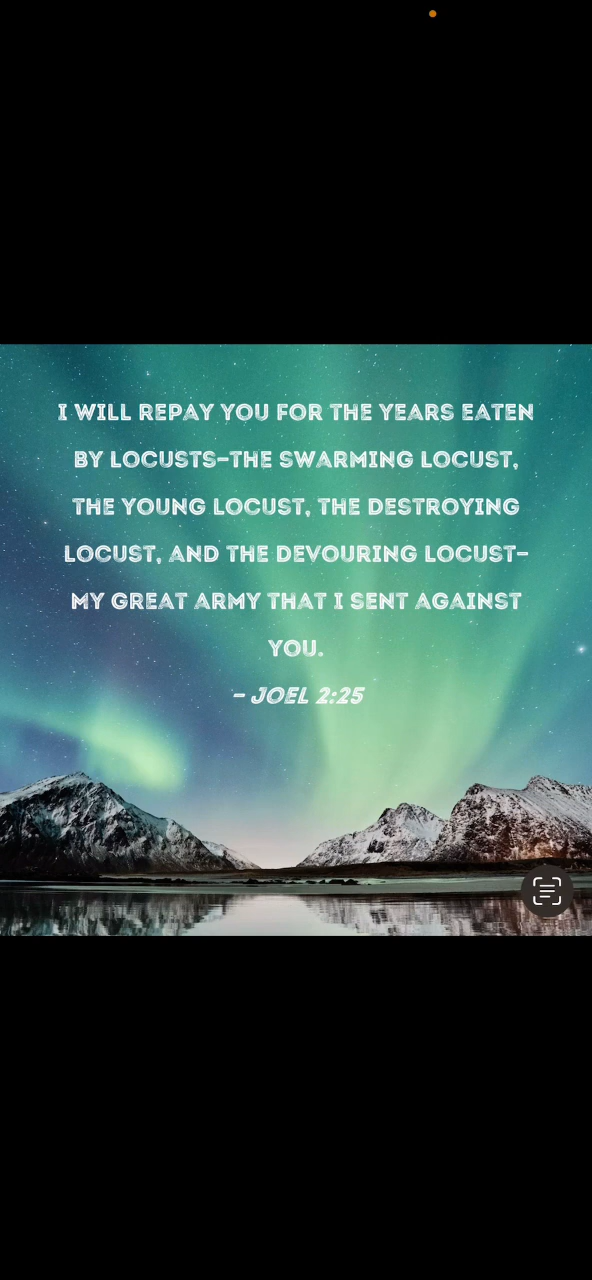 I WILL REPAY YOU FOR THE YEARS EATEN
BY LOCUSTS–THE SWARMING LOCUST,
THE YOUNG LOCUST, THE DESTROYING
LOCUST, AND THE DEVOURING LOCUST–
MY GREAT ARMY THAT I SENT AGAINST
YOU.
– JOEL 2:25